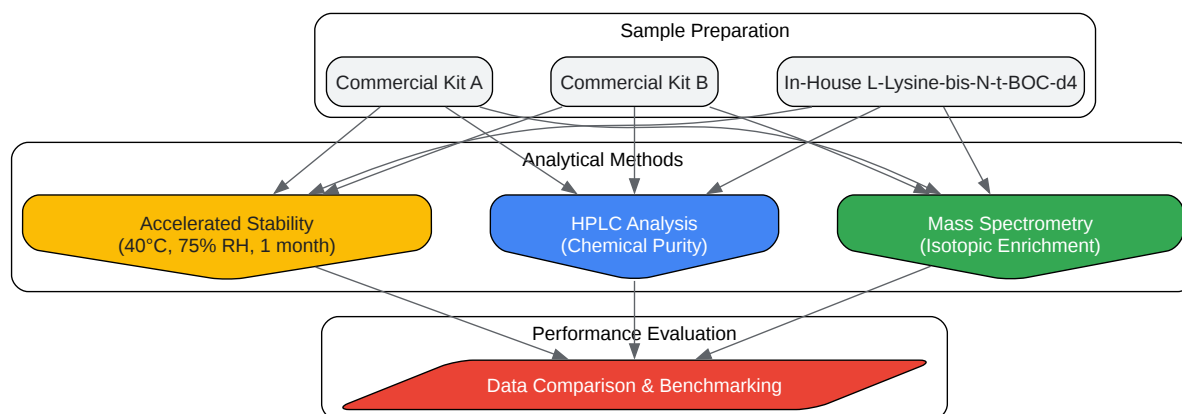 Sample Preparation
Commercial Kit A
Commercial Kit B
In-House L-Lysine-bis-N-t-BOC-d4
Analytical Methods
Accelerated Stability
(40°C, 75% RH, 1 month)
HPLC Analysis
(Chemical Purity)
Mass Spectrometry
(Isotopic Enrichment)
Performance Evaluation
Data Comparison & Benchmarking